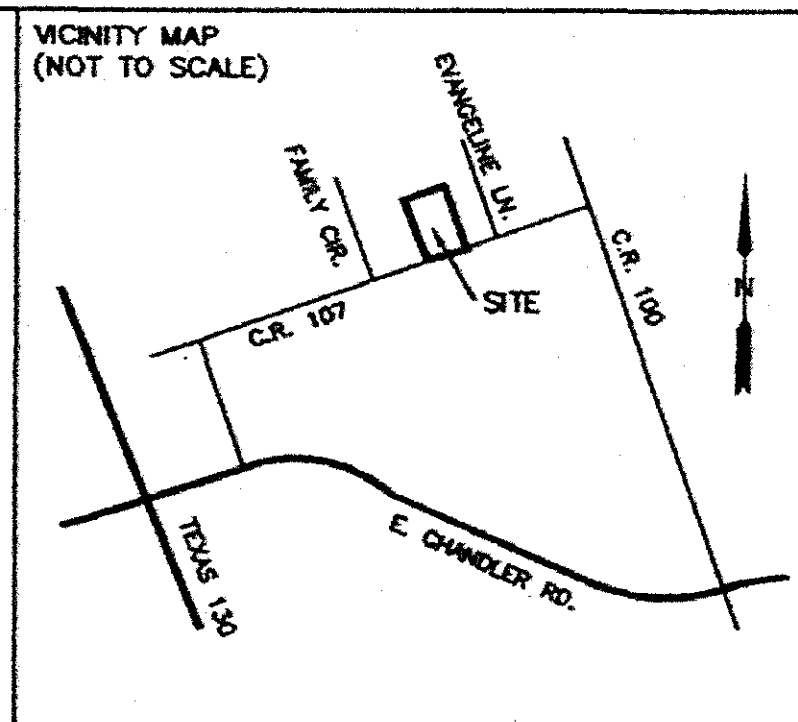 VICINITY MAP
(NOT TO SCALE)
EVANGELINE LN.
FAMILY CIR.
C.R. 100
N
SITE
C.R. 107
TEXAS 130
E. CHANDLER RD.